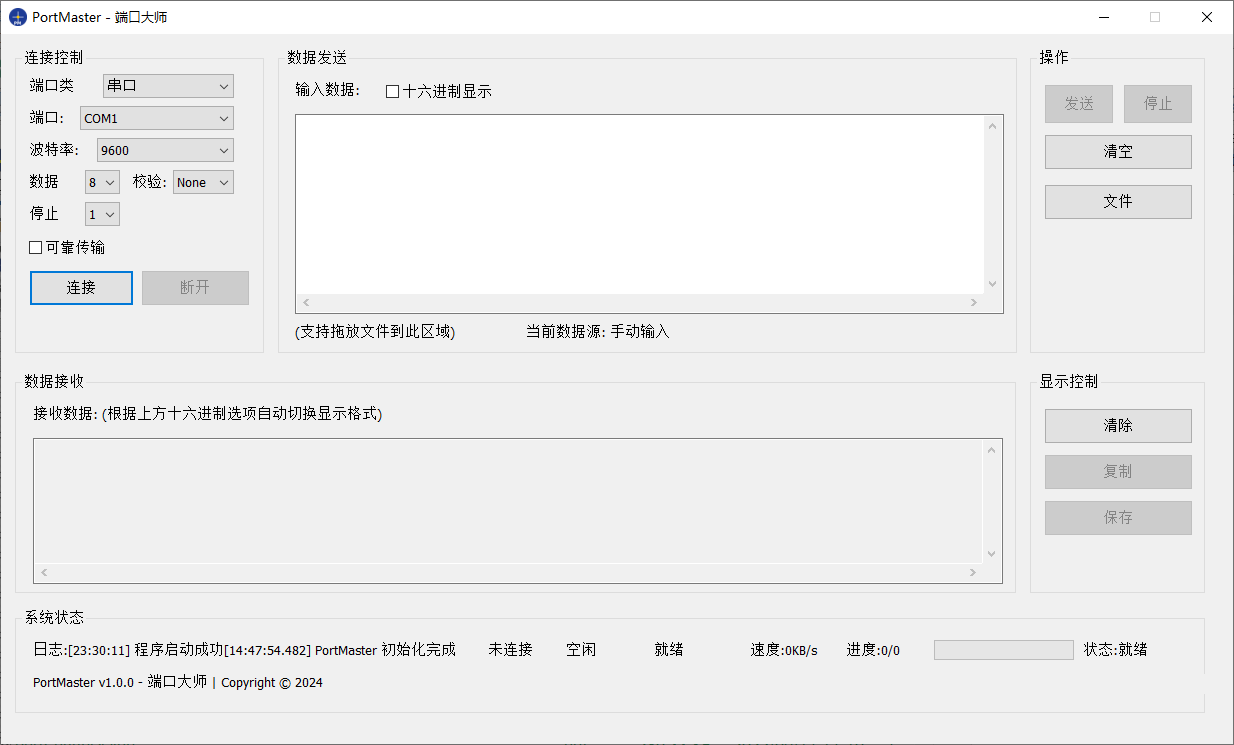 PortMaster - 端口大师
连接控制
端口类
串口
端口:
COM1
波特率:
9600
数据
8
校验:
None
停止
1
可靠传输
连接
断开
数据发送
输入数据:
十六进制显示
(支持拖放文件到此区域)
当前数据源: 手动输入
操作
发送
停止
清空
文件
数据接收
接收数据: (根据上方十六进制选项自动切换显示格式)
显示控制
清除
复制
保存
系统状态
日志:[23:30:11] 程序启动成功[14:47:54.482] PortMaster 初始化完成
未连接
空闲
就绪
速度:0KB/s
进度:0/0
状态:就绪
PortMaster v1.0.0 - 端口大师 | Copyright © 2024